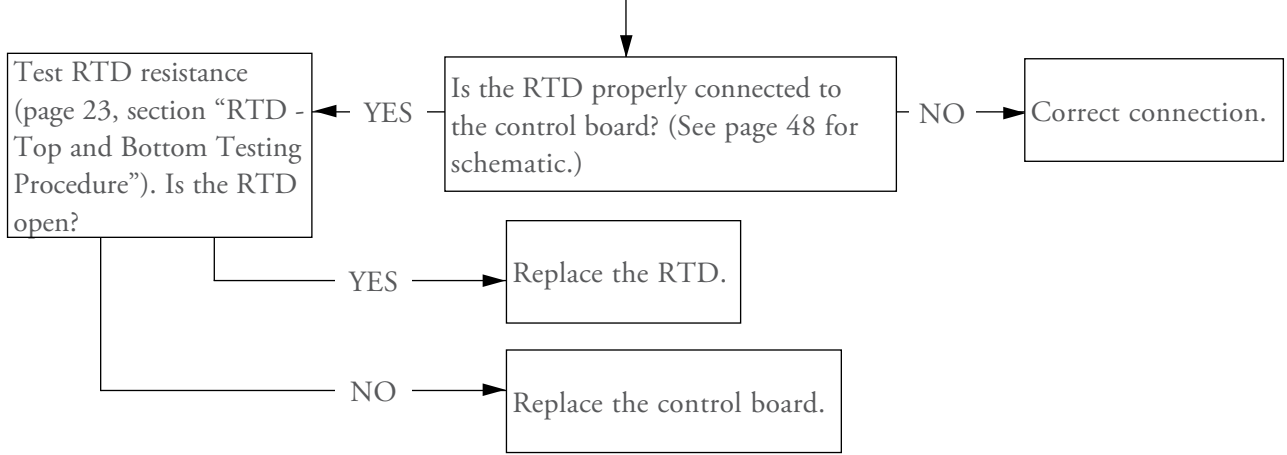 Test RTD resistance
(page 23, section “RTD -
Top and Bottom Testing
Procedure”). Is the RTD
open?
YES
Is the RTD properly connected to
the control board? (See page 48 for
schematic.)
NO
Correct connection.
YES
Replace the RTD.
NO
Replace the control board.